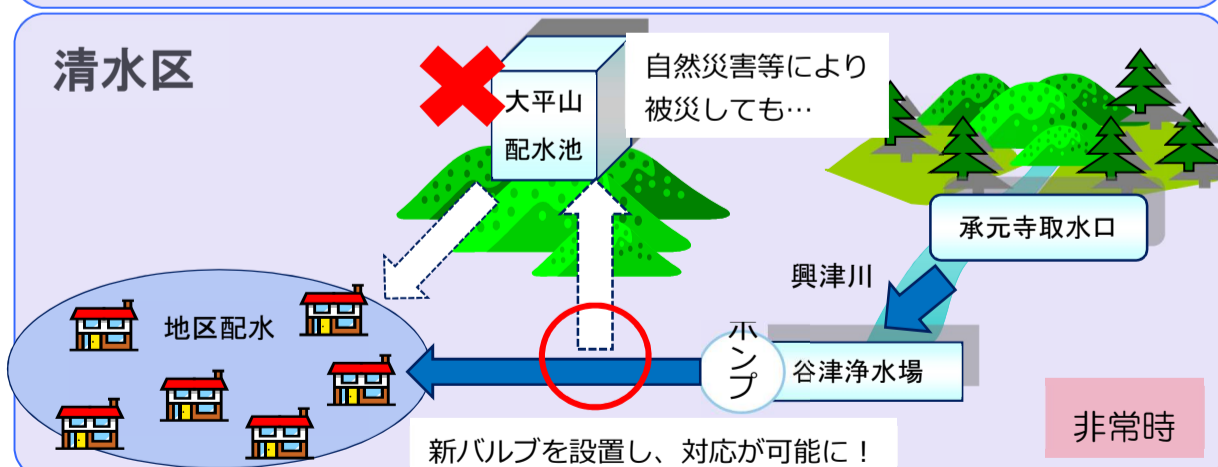 清水区
大平山
配水池
自然災害等により
被災しても…
承元寺取水口
興津川
地区配水
ポンプ
谷津浄水場
非常時
新バルブを設置し、対応が可能に！